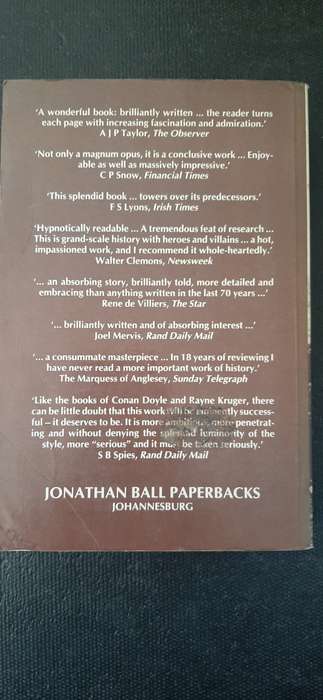 ‘A wonderful book: brilliantly written ... the reader turns
each page with increasing fascination and admiration.’
A J P Taylor, The Observer
‘Not only a magnum opus, it is a conclusive work ... Enjoy-
able as well as massively impressive.’
C P Snow, Financial Times
‘This splendid book ... towers over its predecessors.’
F S Lyons, Irish Times
‘Hypnotically readable ... A tremendous feat of research ...
This is grand-scale history with heroes and villains ... a hot,
impassioned work, and I recommend it whole-heartedly.’
Walter Clemons, Newsweek
‘... an absorbing story, brilliantly told, more detailed and
embracing than anything written in the last 70 years ...’
Rene de Villiers, The Star
‘... brilliantly written and of absorbing interest ...’
Joel Mervis, Rand Daily Mail
‘... a consummate masterpiece ... In 18 years of reviewing I
have never read a more important work of history.’
The Marquess of Anglesey, Sunday Telegraph
‘Like the books of Conan Doyle and Rayne Kruger, there
can be little doubt that this work will be eminently success-
ful – it deserves to be. It is more ambitious, more penetrat-
ing and without denying the splendid luminosity of the
style, more “serious” and it must be taken seriously.’
S B Spies, Rand Daily Mail
JONATHAN BALL PAPERBACKS
JOHANNESBURG